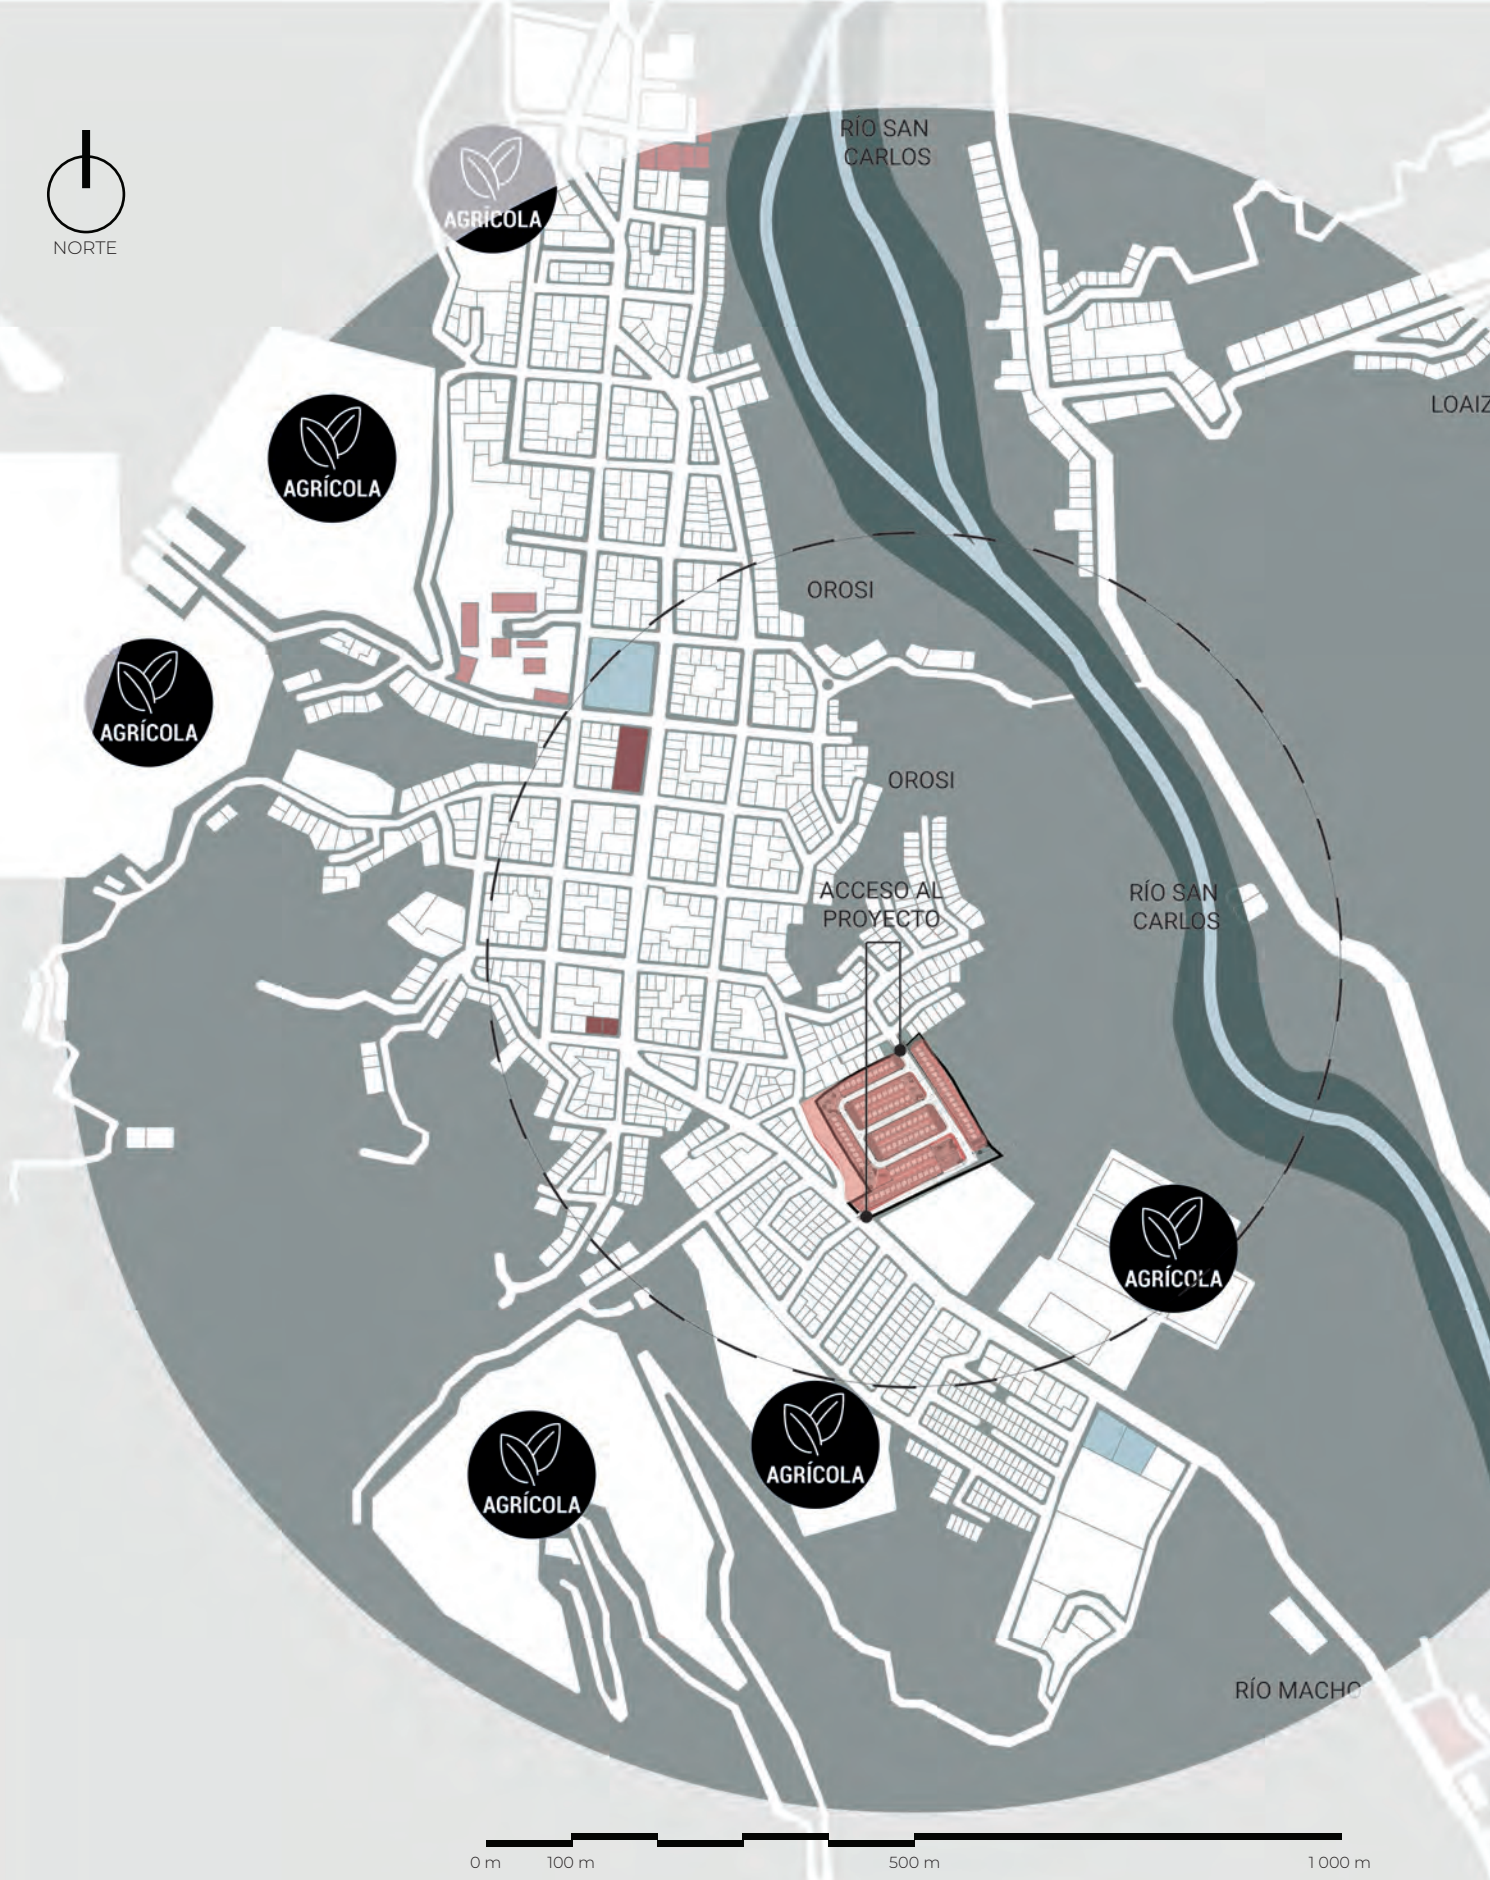 RÍO SAN
CARLOS
AGRÍCOLA
NORTE
LOAIZ
AGRÍCOLA
OROSI
AGRÍCOLA
OROSI
ACCESO AL
PROYECTO
RÍO SAN
CARLOS
AGRÍCOLA
AGRÍCOLA
AGRÍCOLA
RÍO MACHO
0 m
100 m
500 m
1 000 m